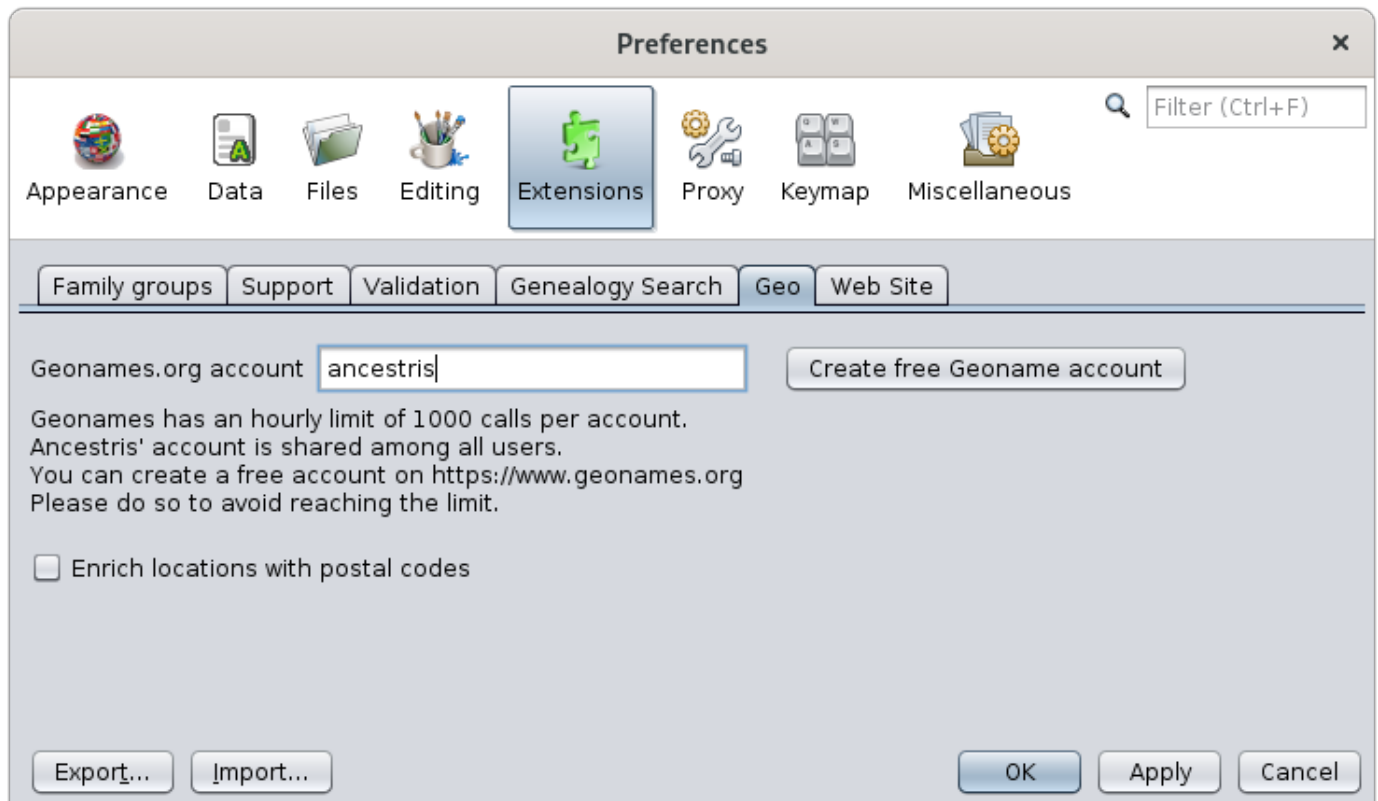 Preferences
Filter (Ctrl+F)
Appearance Data Files Editing Extensions Proxy Keymap Miscellaneous
Family groups Support Validation Genealogy Search Geo Web Site
Geonames.org account ancestris Create free Geoname account
Geonames has an hourly limit of 1000 calls per account.
Ancestris' account is shared among all users.
You can create a free account on https://www.geonames.org
Please do so to avoid reaching the limit.
Enrich locations with postal codes
Export... Import... OK Apply Cancel